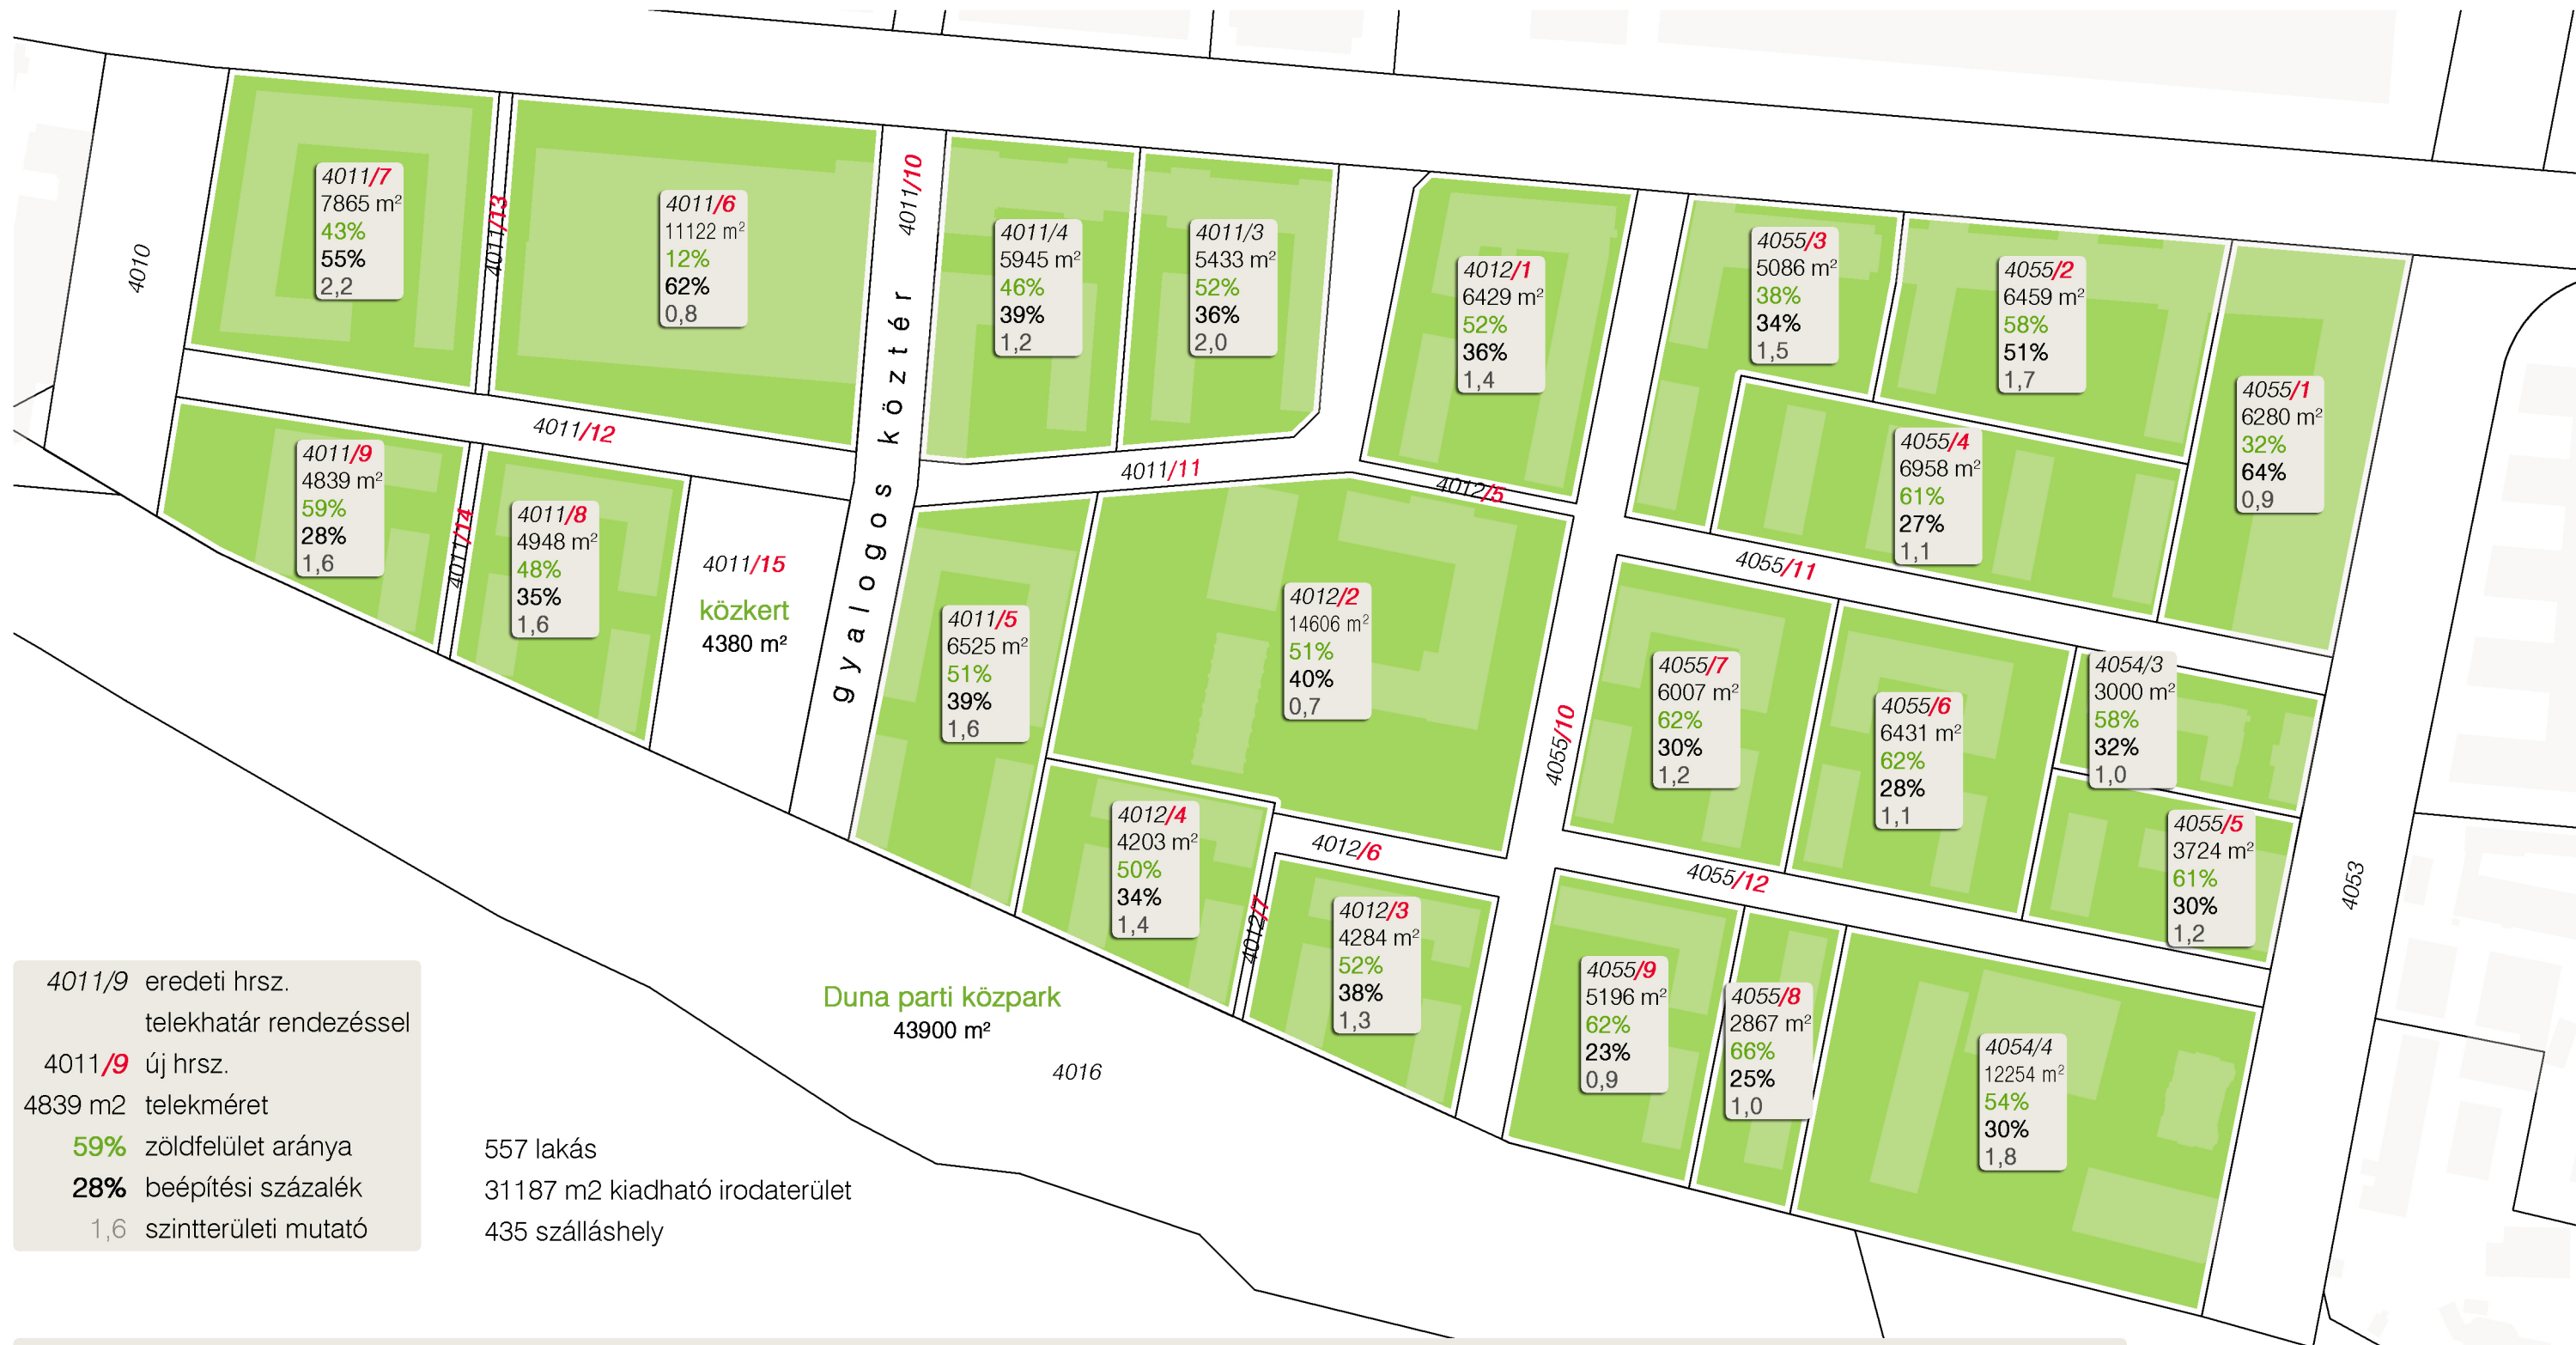 4010
4011/7
7865 m²
43%
55%
2,2
4011/13
4011/6
11122 m²
12%
62%
0,8
4011/10
gyalogos köztér
4011/4
5945 m²
46%
39%
1,2
4011/3
5433 m²
52%
36%
2,0
4012/1
6429 m²
52%
36%
1,4
4055/3
5086 m²
38%
34%
1,5
4055/2
6459 m²
58%
51%
1,7
4055/1
6280 m²
32%
64%
0,9
4055/4
6958 m²
61%
27%
1,1
4011/12
4011/11
4012/5
4055/11
4011/9
4839 m²
59%
28%
1,6
4011/14
4011/8
4948 m²
48%
35%
1,6
4011/15
közkert
4380 m²
4011/5
6525 m²
51%
39%
1,6
4012/2
14606 m²
51%
40%
0,7
4055/10
4055/7
6007 m²
62%
30%
1,2
4055/6
6431 m²
62%
28%
1,1
4054/3
3000 m²
58%
32%
1,0
4055/5
3724 m²
61%
30%
1,2
4012/4
4203 m²
50%
34%
1,4
4012/7
4012/6
4012/3
4284 m²
52%
38%
1,3
4055/12
4055/9
5196 m²
62%
23%
0,9
4055/8
2867 m²
66%
25%
1,0
4054/4
12254 m²
54%
30%
1,8
4053
Duna parti közpark
43900 m²
4016
4011/9 eredeti hrsz.
telekhatár rendezéssel
4011/9 új hrsz.
4839 m2 telekméret
59% zöldfelület aránya
28% beépítési százalék
1,6 szintterületi mutató
557 lakás
31187 m2 kiadható irodaterület
435 szálláshely